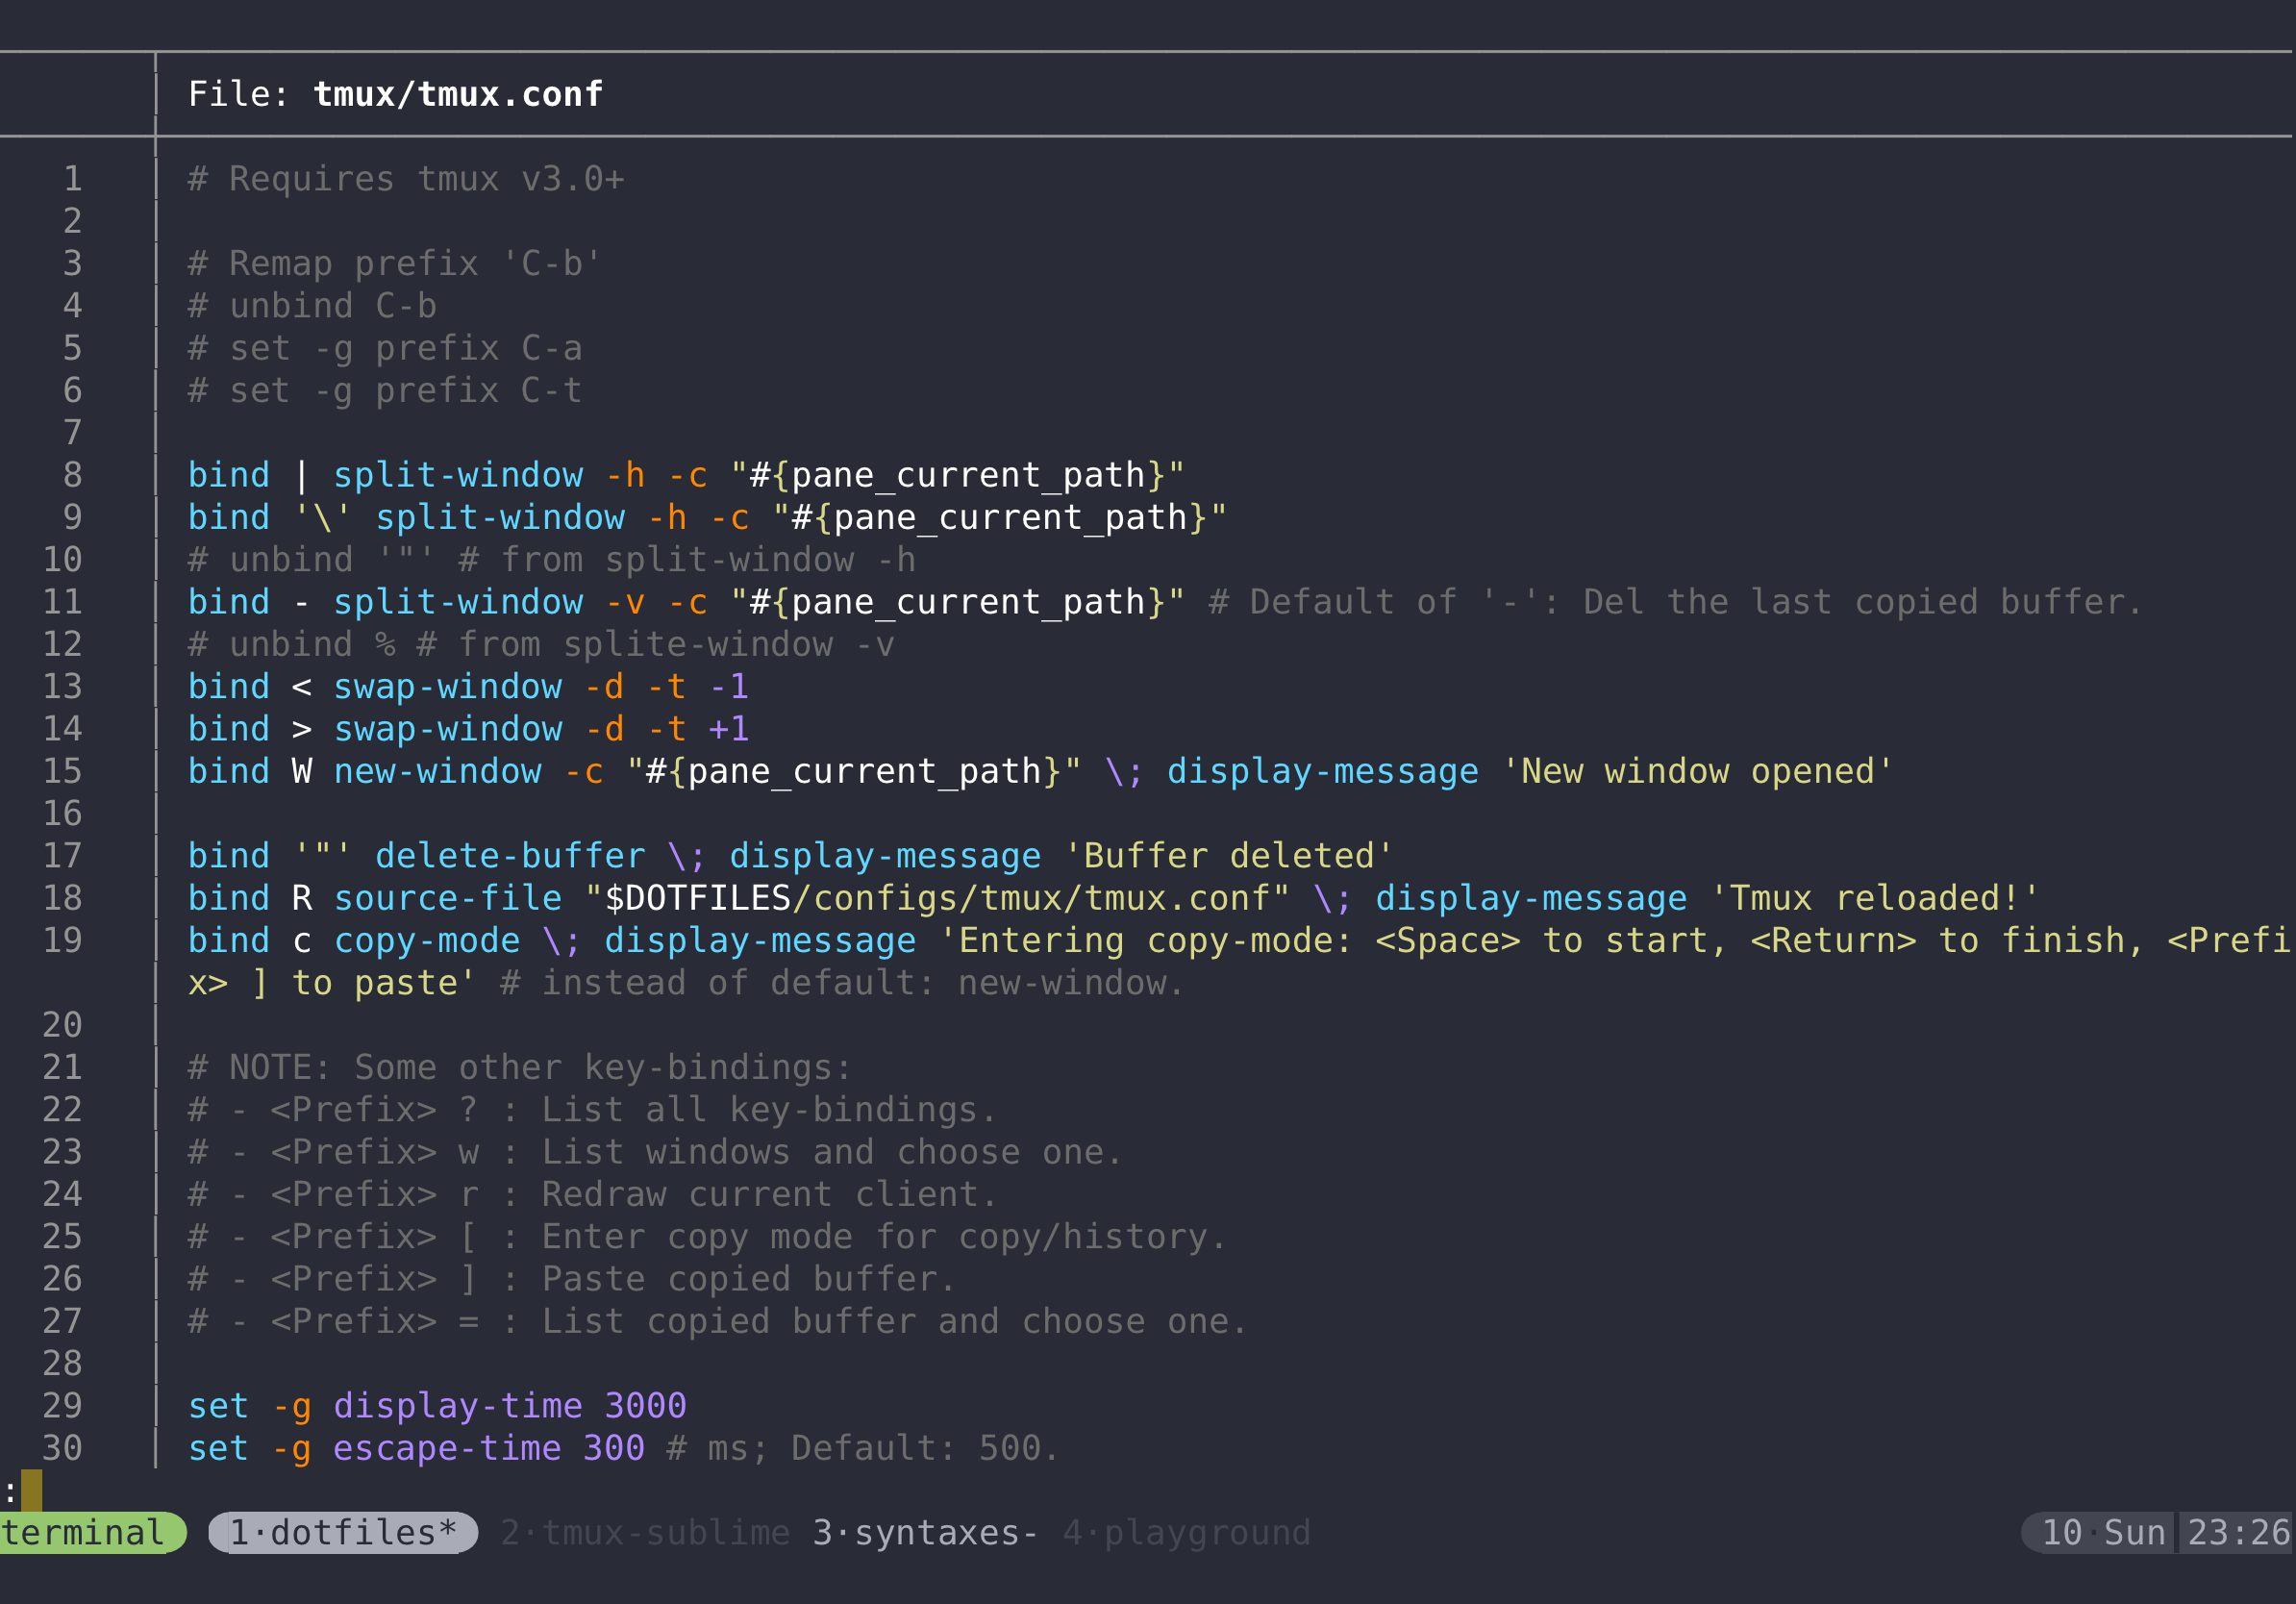 File: tmux/tmux.conf
1 # Requires tmux v3.0+
2
3 # Remap prefix 'C-b'
4 # unbind C-b
5 # set -g prefix C-a
6 # set -g prefix C-t
7
8 bind | split-window -h -c "#{pane_current_path}"
9 bind '\' split-window -h -c "#{pane_current_path}"
10 # unbind '"' # from split-window -h
11 bind - split-window -v -c "#{pane_current_path}" # Default of '-': Del the last copied buffer.
12 # unbind % # from splite-window -v
13 bind < swap-window -d -t -1
14 bind > swap-window -d -t +1
15 bind W new-window -c "#{pane_current_path}" \; display-message 'New window opened'
16
17 bind '"' delete-buffer \; display-message 'Buffer deleted'
18 bind R source-file "$DOTFILES/configs/tmux/tmux.conf" \; display-message 'Tmux reloaded!'
19 bind c copy-mode \; display-message 'Entering copy-mode: <Space> to start, <Return> to finish, <Prefi
x> ] to paste' # instead of default: new-window.
20
21 # NOTE: Some other key-bindings:
22 # - <Prefix> ? : List all key-bindings.
23 # - <Prefix> w : List windows and choose one.
24 # - <Prefix> r : Redraw current client.
25 # - <Prefix> [ : Enter copy mode for copy/history.
26 # - <Prefix> ] : Paste copied buffer.
27 # - <Prefix> = : List copied buffer and choose one.
28
29 set -g display-time 3000
30 set -g escape-time 300 # ms; Default: 500.
:
terminal 1·dotfiles* 2·tmux-sublime 3·syntaxes- 4·playground 10·Sun 23:26